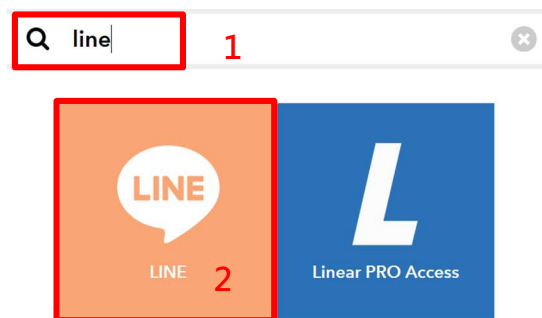 line 1
LINE
LINE 2
L
Linear PRO Access